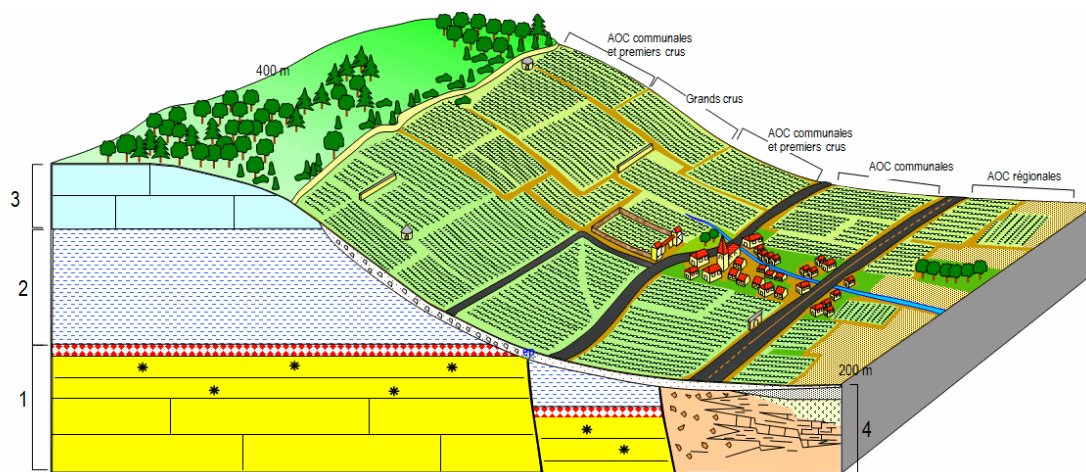 AOC communales
et premiers crus
400 m
Grands crus
AOC communales
et premiers crus
AOC communales
AOC régionales
3
2
ep
1
200 m
4